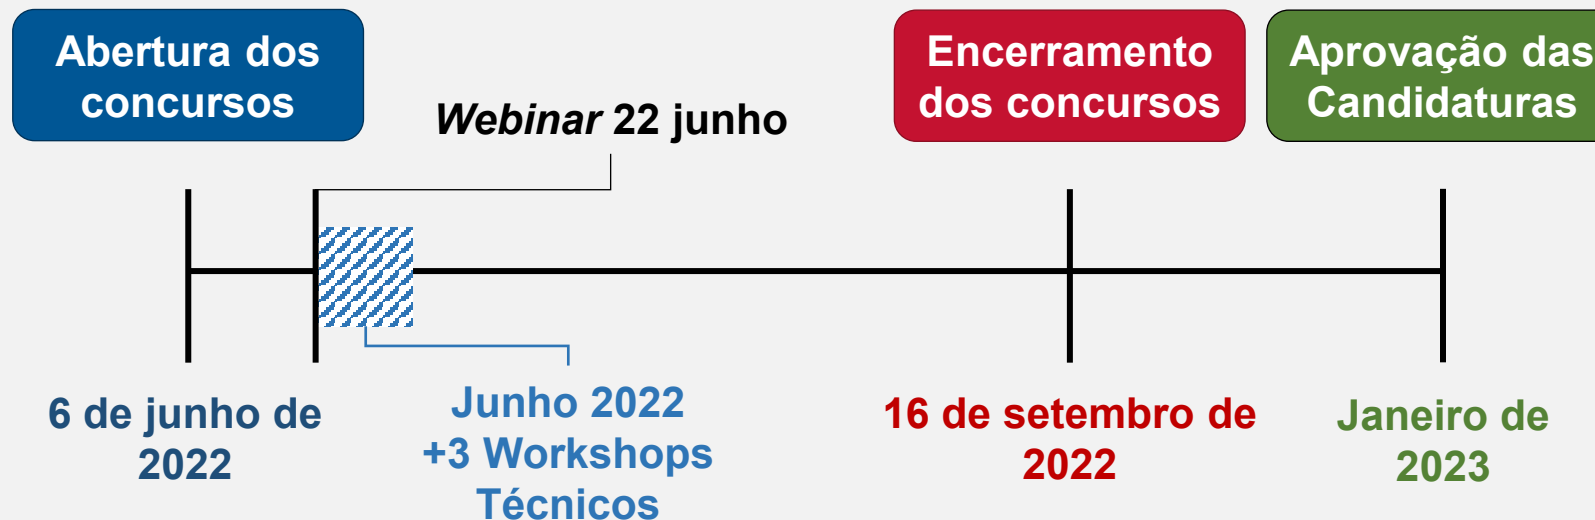 Abertura dos
concursos
Webinar 22 junho
Encerramento
dos concursos
Aprovação das
Candidaturas
6 de junho de
2022
Junho 2022
+3 Workshops
Técnicos
16 de setembro de
2022
Janeiro de
2023